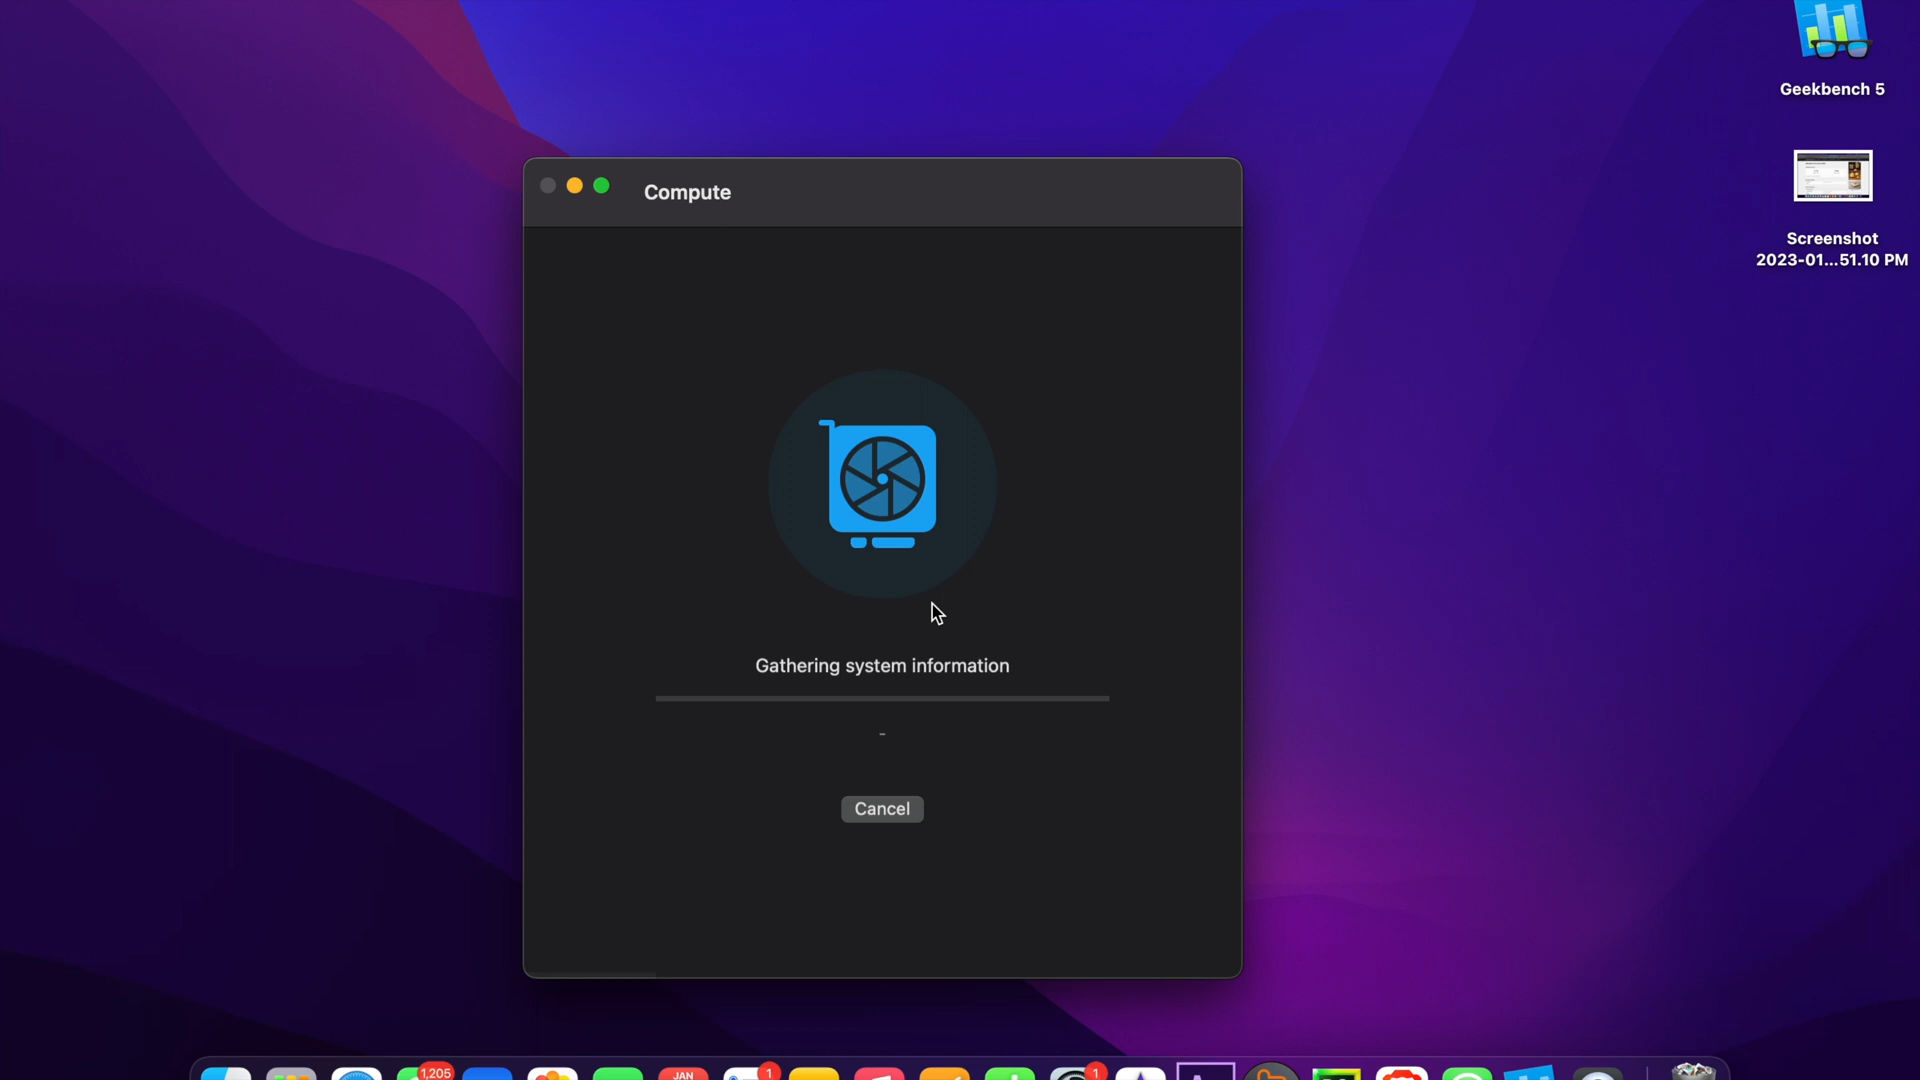 Geekbench 5
Compute
Screenshot
2023-01...51.10 PM
Gathering system information
-
Cancel
1,205
JAN
1
1